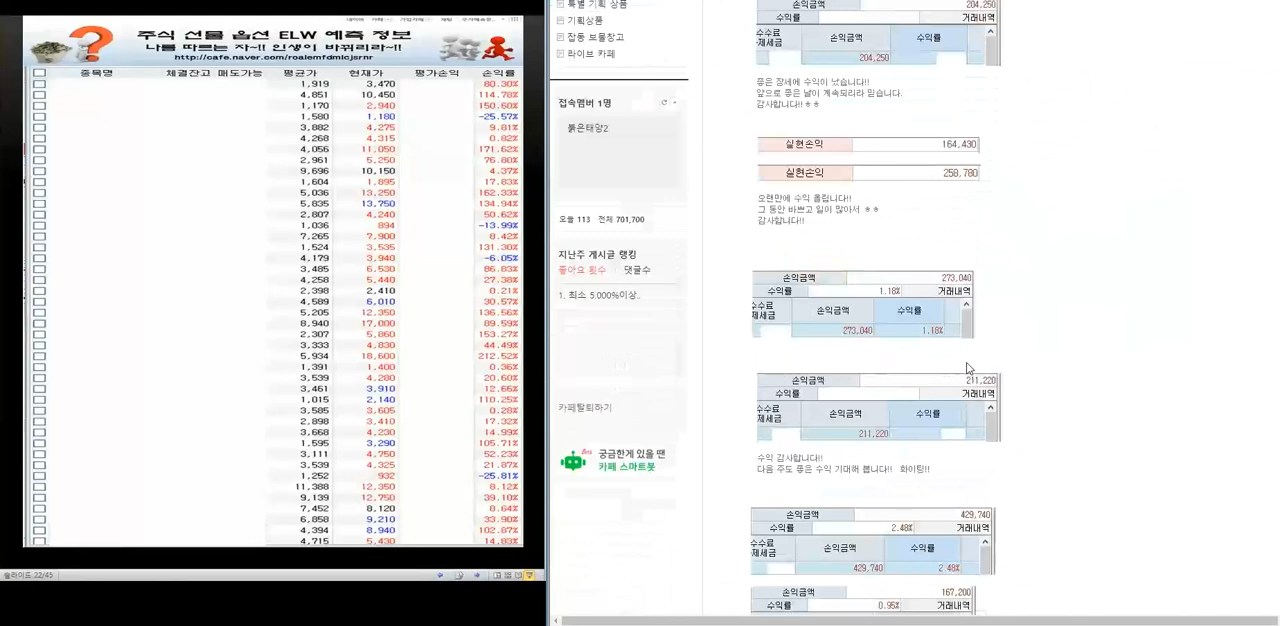 주식 선물 옵션 ELW 예측 정보
나를 따르는 자~!! 인생이 바뀌리라~!!
http://cafe.naver.com/roalemfdmlcjsrnr
종목명 체결잔고 매도가능 평균가 현재가 평가손익 손익률
1,919 3,470 80.30%
4,851 10,450 114.78%
1,170 2,940 150.60%
1,580 1,180 -25.57%
3,882 4,275 9.81%
4,268 4,315 0.82%
4,056 11,050 171.62%
2,961 5,250 76.80%
9,696 10,150 4.37%
1,604 1,895 17.83%
5,036 13,250 162.33%
5,835 13,750 134.94%
2,807 4,240 50.62%
1,036 894 -13.99%
7,265 7,900 8.42%
1,524 3,535 131.30%
4,179 3,940 -6.05%
3,485 6,530 86.83%
4,258 5,440 27.38%
2,398 2,410 0.21%
4,589 6,010 30.57%
5,205 12,350 136.56%
8,940 17,000 89.59%
2,307 5,860 153.27%
3,333 4,830 44.49%
5,934 18,600 212.52%
1,391 1,400 0.36%
3,539 4,280 20.60%
3,461 3,910 12.66%
1,015 2,140 110.25%
3,585 3,605 0.28%
2,898 3,410 17.32%
3,668 4,230 14.99%
1,595 3,290 105.71%
3,111 4,750 52.23%
3,539 4,325 21.87%
1,252 932 -25.81%
11,388 12,350 8.12%
9,139 12,750 39.10%
7,452 8,120 8.64%
6,858 9,210 33.90%
4,394 8,940 102.87%
4,715 5,430 14.83%
슬라이드 22/45
특별 기획 상품
기획상품
잡동 보물창고
라이브 카페
접속멤버 1명
붉은태양2
오늘 113 전체 701,700
지난주 게시글 랭킹
좋아요 횟수 댓글수
1. 최소 5,000%이상..
카페탈퇴하기
궁금한게 있을 땐
카페 스마트봇
손익금액 204,250
수익률 거래내역
수수료
제세금 손익금액 수익률
204,250
좋은 장세에 수익이 났습니다!!
앞으로 좋은 날이 계속되리라 믿습니다.
감사합니다!!ㅎㅎ
실현손익 164,430
실현손익 258,780
오랜만에 수익 올립니다!!
그 동안 바쁘고 일이 많아서 ㅎㅎ
감사합니다!!
손익금액 273,040
수익률 1.18% 거래내역
수수료
제세금 손익금액 수익률
273,040 1.18%
손익금액 211,220
수익률 거래내역
수수료
제세금 손익금액 수익률
211,220
수익 감사합니다!!
다음 주도 좋은 수익 기대해 봅니다!! 화이팅!!
손익금액 429,740
수익률 2.48% 거래내역
수수료
제세금 손익금액 수익률
429,740 2.48%
손익금액 167,200
수익률 0.95% 거래내역